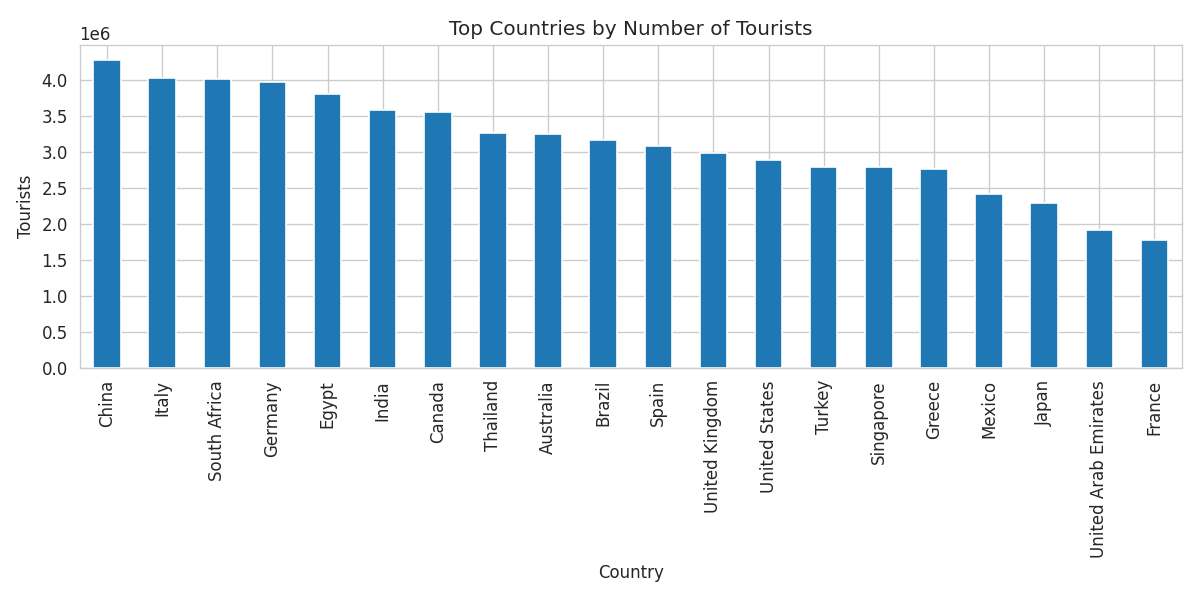 Top Countries by Number of Tourists
1e6
4.0
3.5
3.0
2.5
2.0
1.5
1.0
0.5
0.0
Tourists
China
Italy
South Africa
Germany
Egypt
India
Canada
Thailand
Australia
Brazil
Spain
United Kingdom
United States
Turkey
Singapore
Greece
Mexico
Japan
United Arab Emirates
France
Country